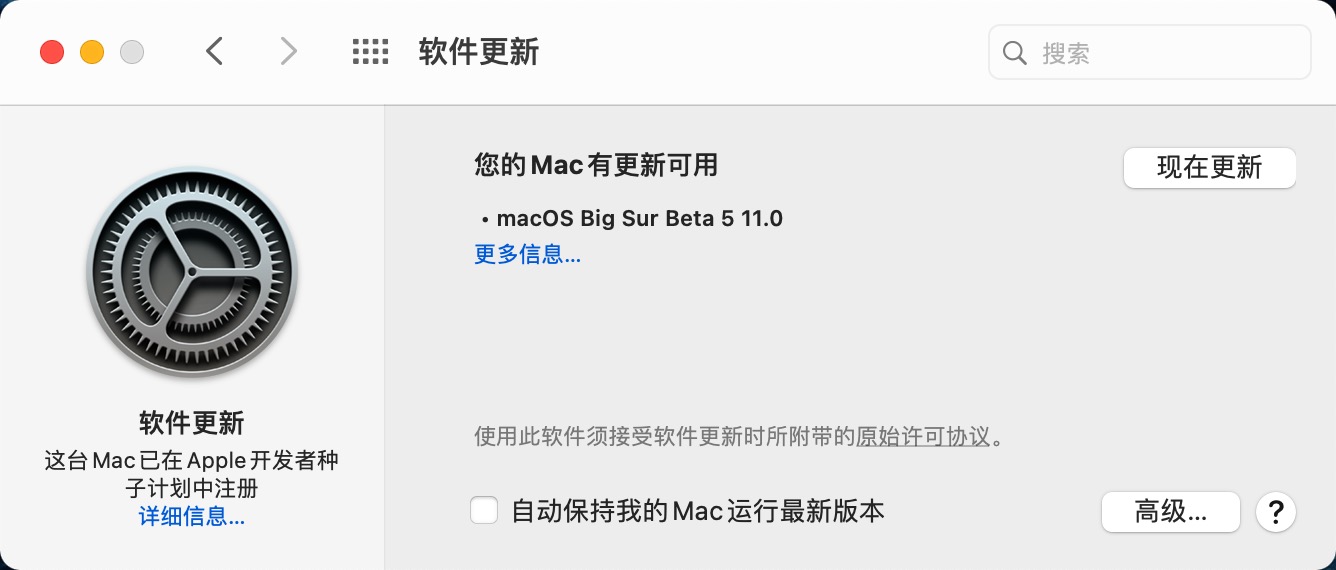 软件更新
搜索
您的Mac有更新可用
现在更新
• macOS Big Sur Beta 5 11.0
更多信息...
软件更新
这台Mac已在Apple开发者种
子计划中注册
详细信息...
使用此软件须接受软件更新时所附带的原始许可协议。
自动保持我的Mac运行最新版本
高级...
?